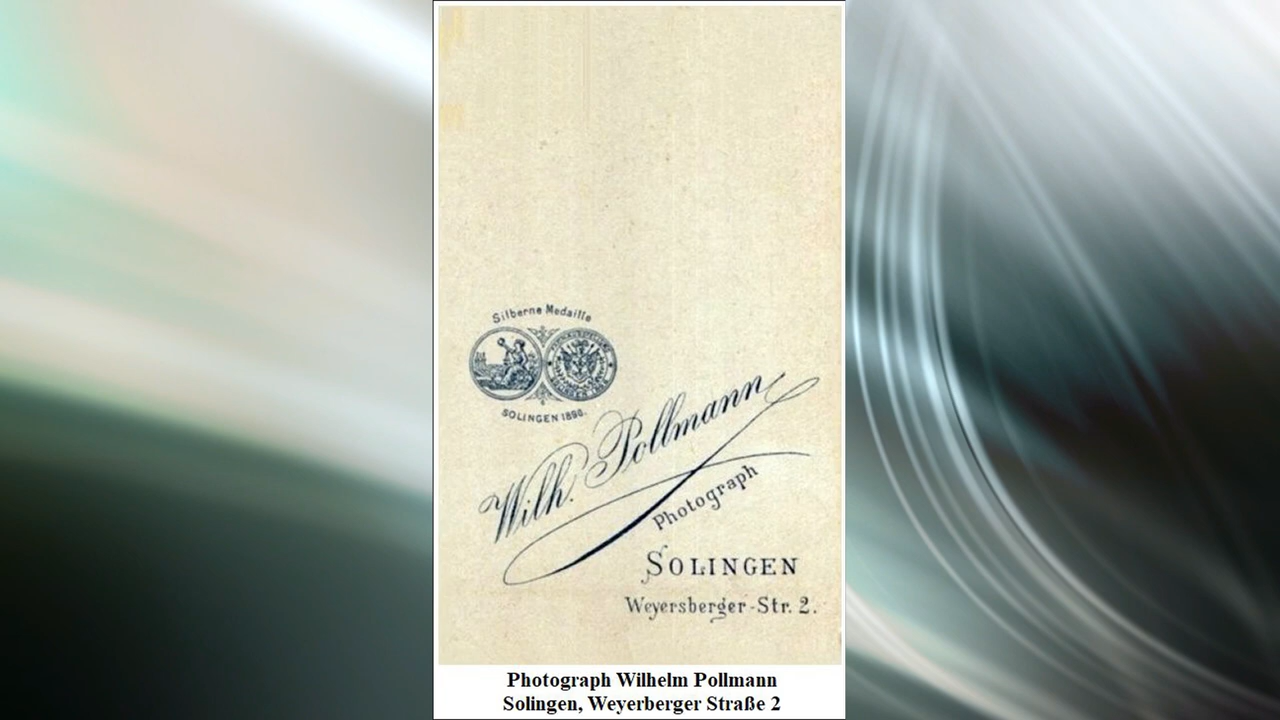 Silberne Medaille
SOLINGEN 1890.
Wilh. Pollmann
Photograph
SOLINGEN
Weyersberger-Str. 2.
Photograph Wilhelm Pollmann
Solingen, Weyerberger Straße 2